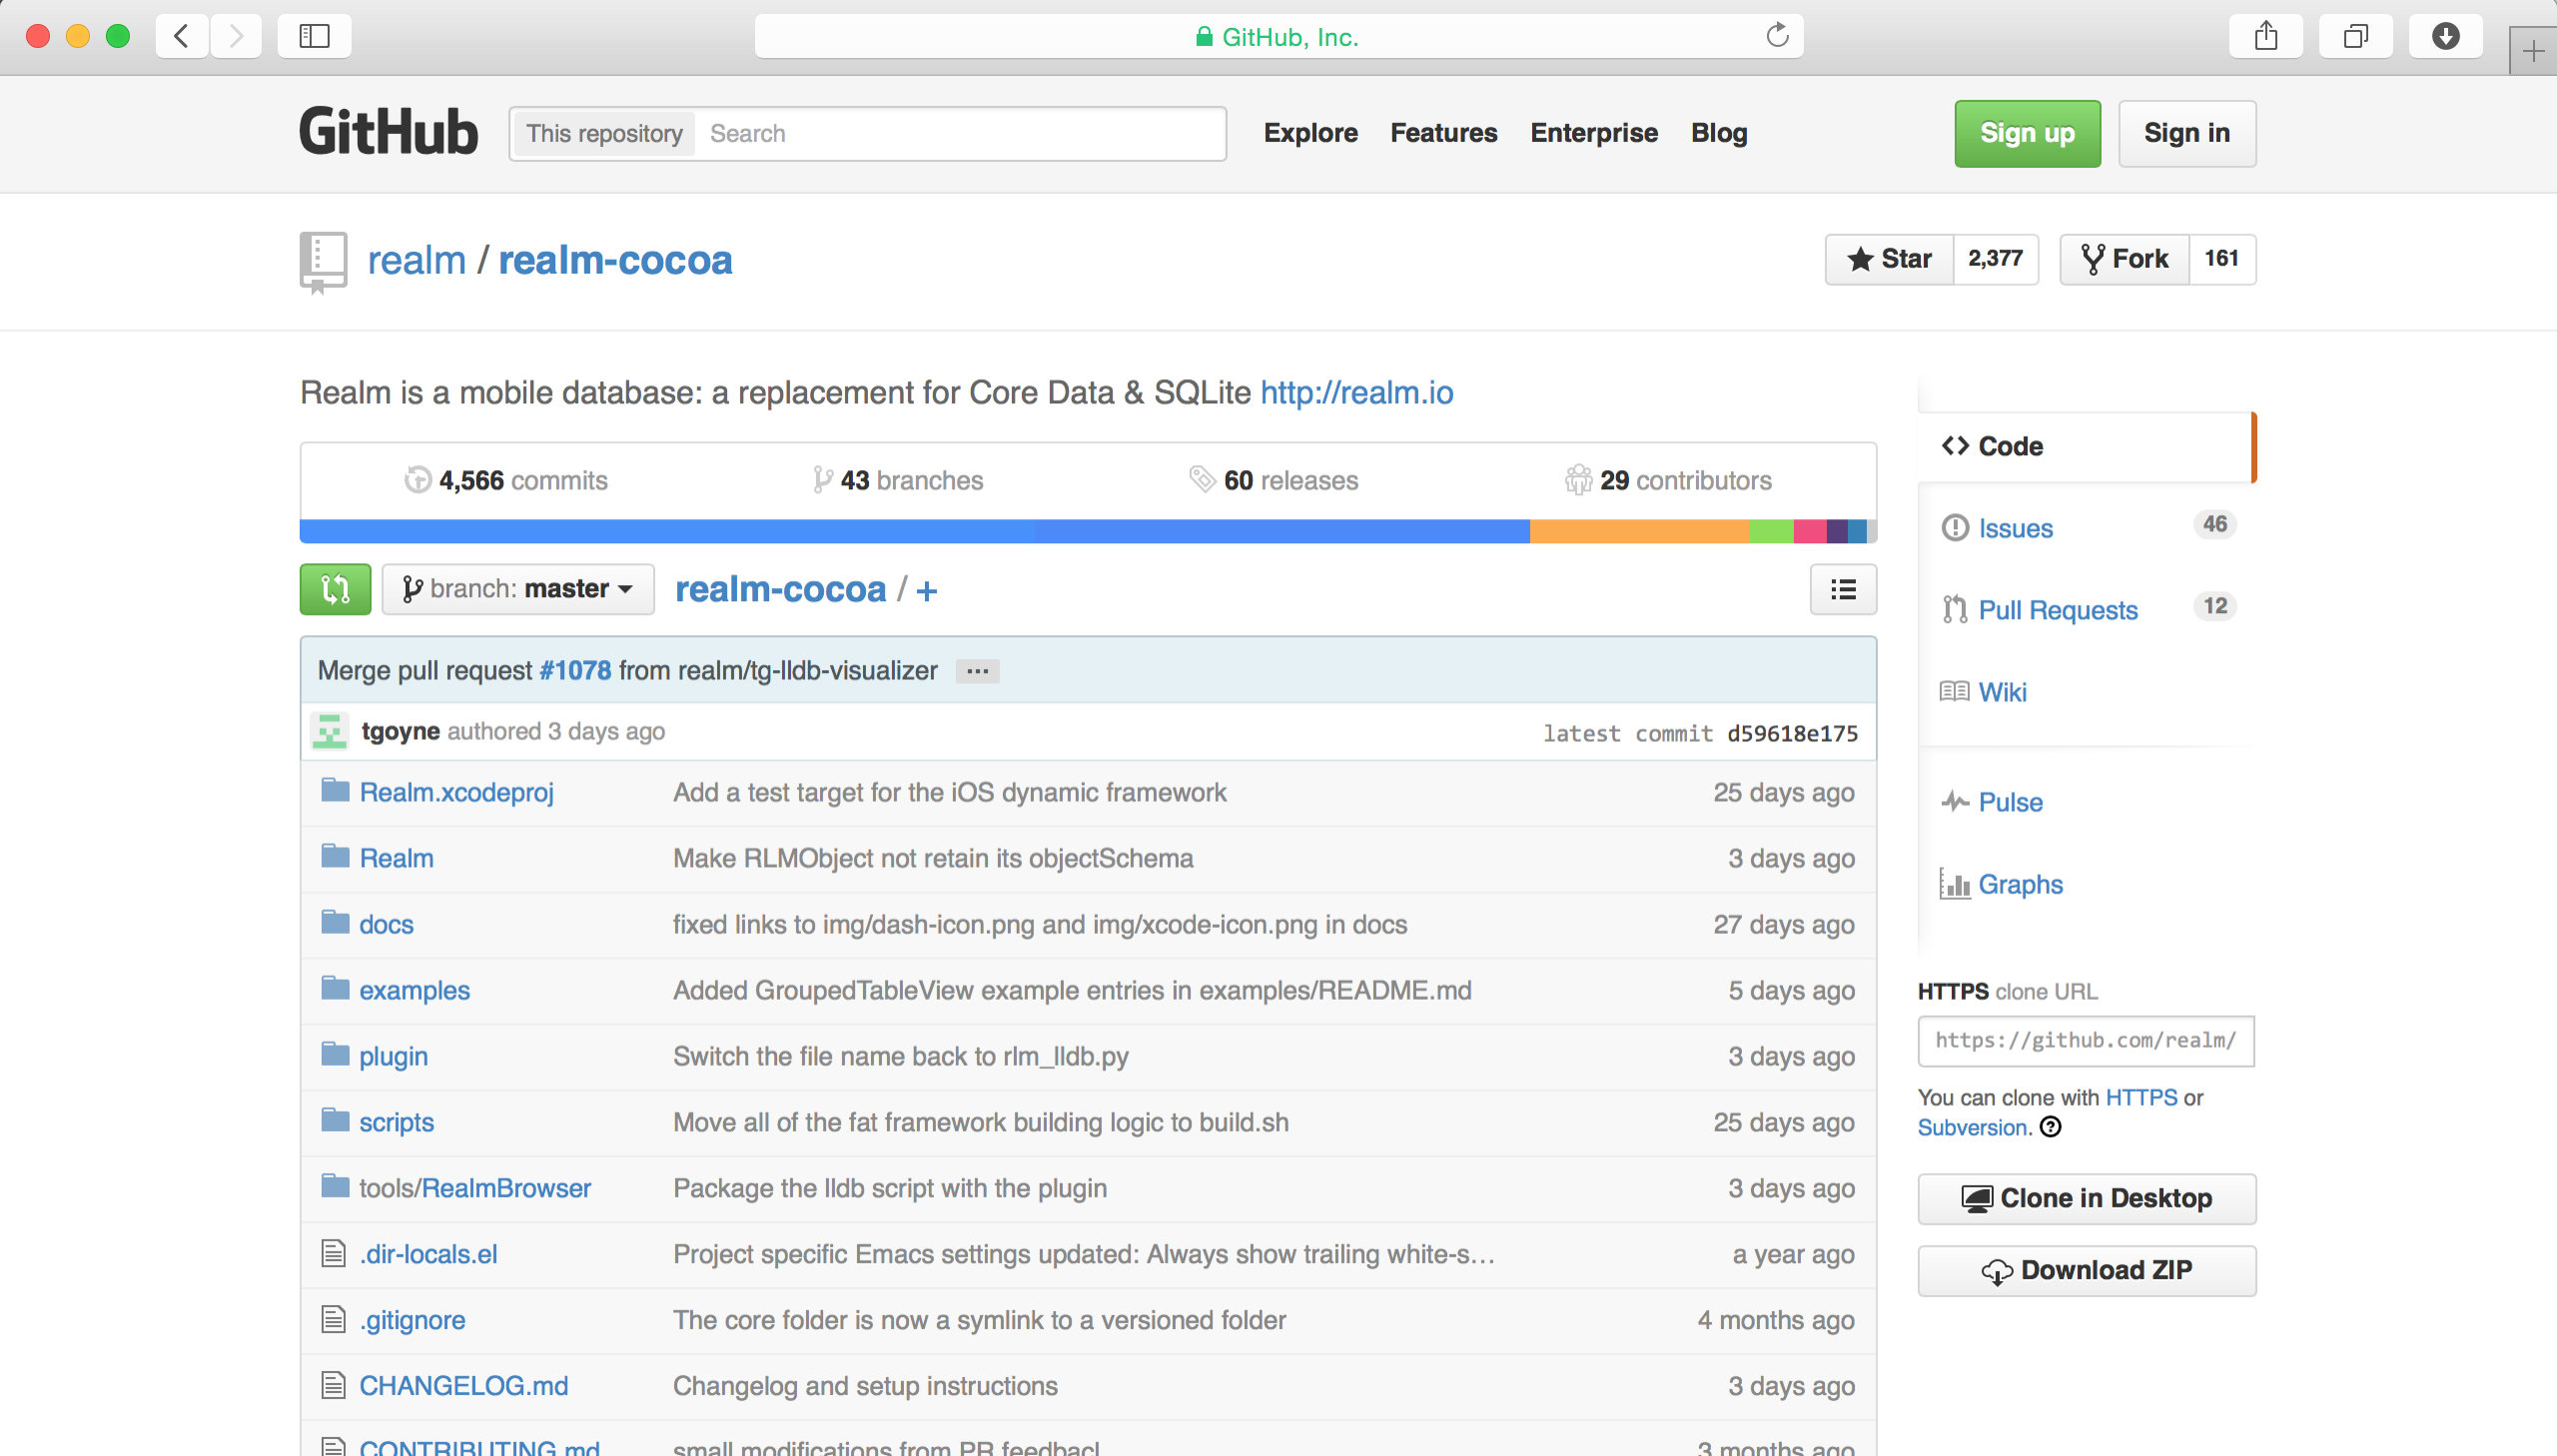 GitHub, Inc.
GitHub This repository Search Explore Features Enterprise Blog Sign up Sign in
realm / realm-cocoa Star 2,377 Fork 161
Realm is a mobile database: a replacement for Core Data & SQLite http://realm.io
4,566 commits 43 branches 60 releases 29 contributors
branch: master realm-cocoa / +
Merge pull request #1078 from realm/tg-lldb-visualizer ...
tgoyne authored 3 days ago latest commit d59618e175
Realm.xcodeproj Add a test target for the iOS dynamic framework 25 days ago
Realm Make RLMObject not retain its objectSchema 3 days ago
docs fixed links to img/dash-icon.png and img/xcode-icon.png in docs 27 days ago
examples Added GroupedTableView example entries in examples/README.md 5 days ago
plugin Switch the file name back to rlm_lldb.py 3 days ago
scripts Move all of the fat framework building logic to build.sh 25 days ago
tools/RealmBrowser Package the lldb script with the plugin 3 days ago
.dir-locals.el Project specific Emacs settings updated: Always show trailing white-s… a year ago
.gitignore The core folder is now a symlink to a versioned folder 4 months ago
CHANGELOG.md Changelog and setup instructions 3 days ago
CONTRIBUTING.md small modifications from PR feedback 3 months ago
Code
Issues 46
Pull Requests 12
Wiki
Pulse
Graphs
HTTPS clone URL
https://github.com/realm/
You can clone with HTTPS or
Subversion.
Clone in Desktop
Download ZIP